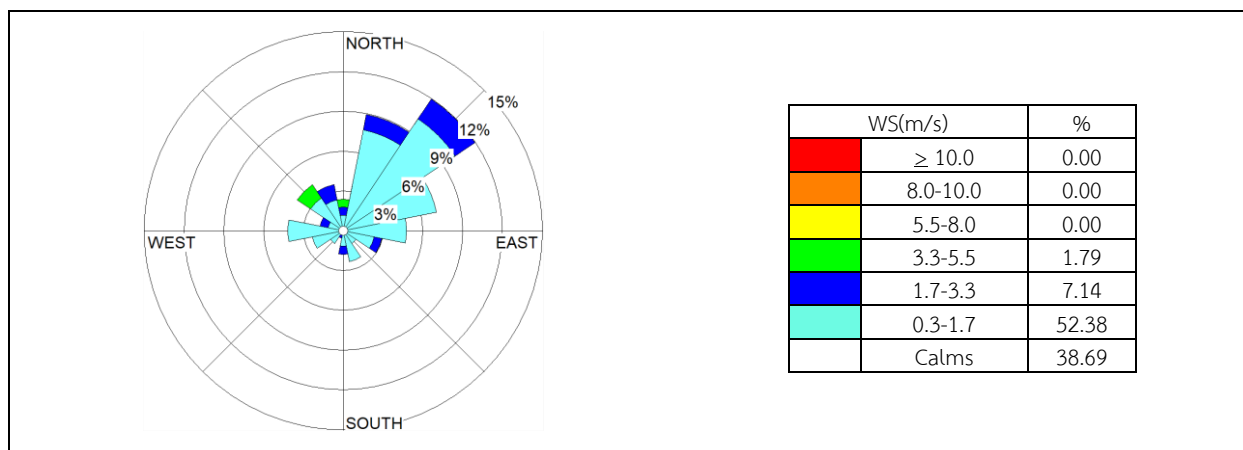 NORTH
15%
12%
9%
6%
3%
WEST
EAST
SOUTH
WS(m/s) %
≥ 10.0 0.00
8.0-10.0 0.00
5.5-8.0 0.00
3.3-5.5 1.79
1.7-3.3 7.14
0.3-1.7 52.38
Calms 38.69